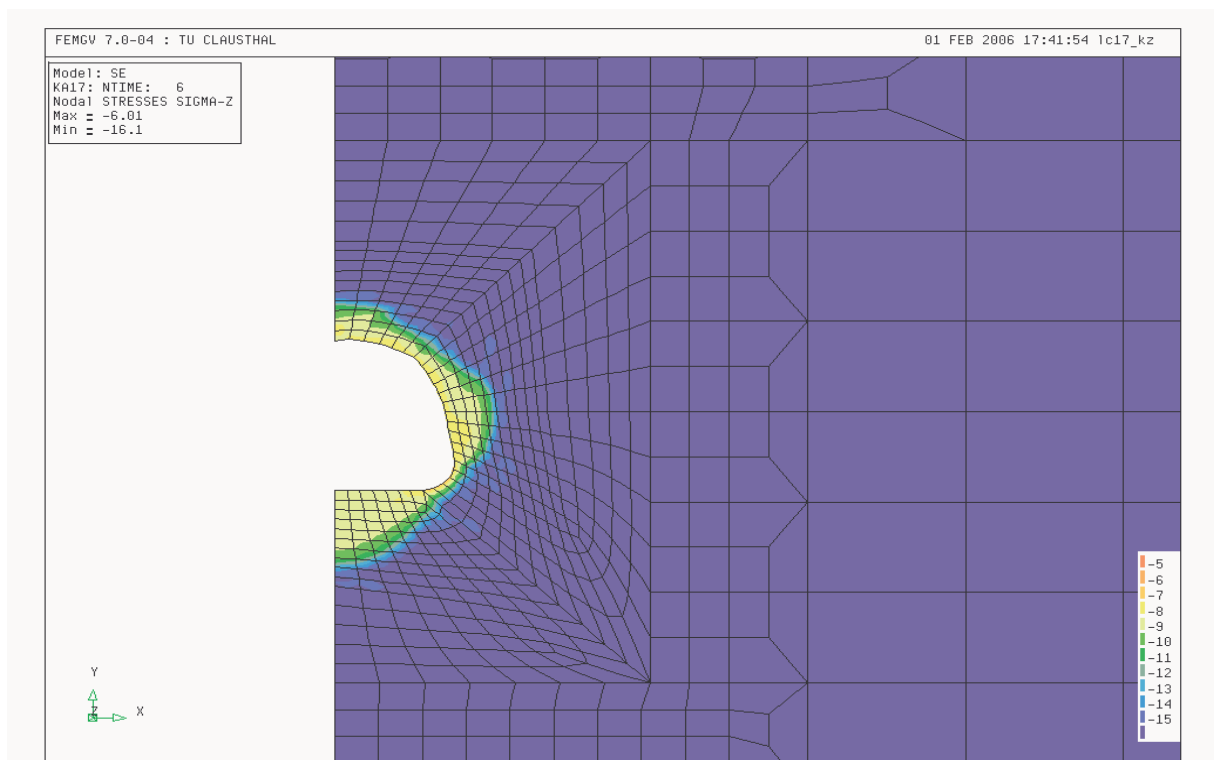 FEMGV 7.0-04 : TU CLAUSTHAL
01 FEB 2006 17:41:54 lc17_kz
Model: SE
KA17: NTIME: 6
Nodal STRESSES SIGMA-Z
Max = -6.01
Min = -16.1
-5
-6
-7
-8
-9
-10
-11
-12
-13
-14
-15
Y
Z
X